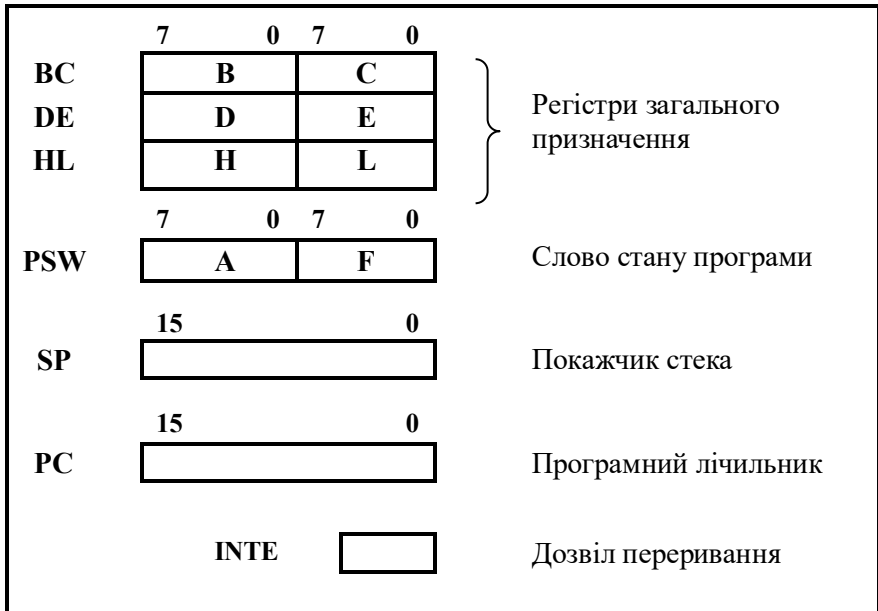 7 0 7 0
BC B C
DE D E
HL H L
Регістри загального
призначення
7 0 7 0
PSW A F Слово стану програми
15 0
SP Покажчик стека
15 0
PC Програмний лічильник
INTE Дозвіл переривання